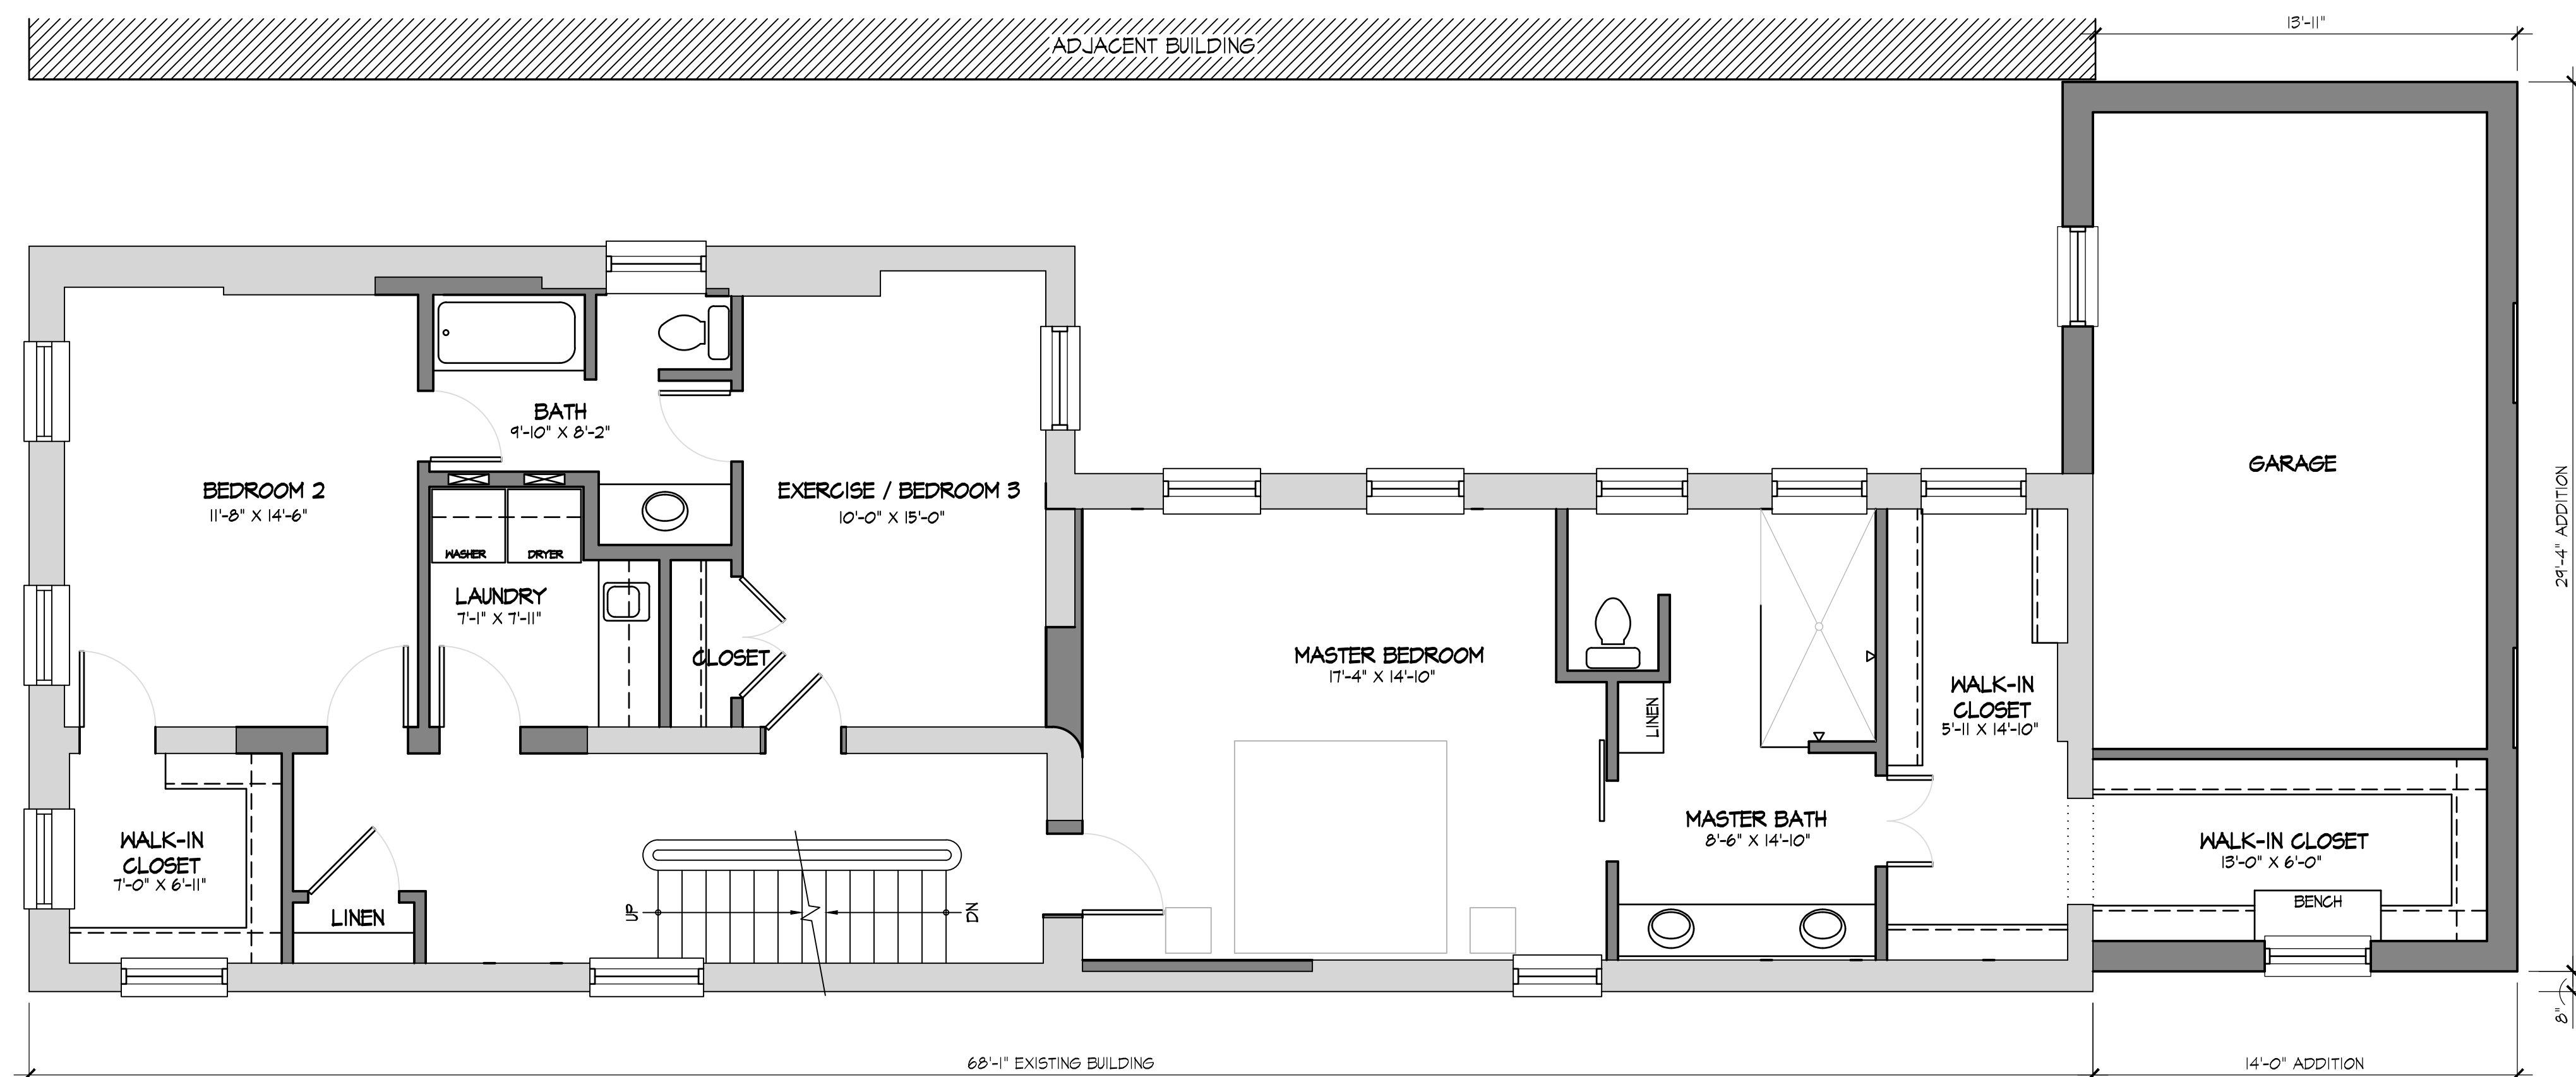 13'-11"
ADJACENT BUILDING
BATH
9'-10" X 8'-2"
GARAGE
BEDROOM 2
11'-8" X 14'-6"
EXERCISE / BEDROOM 3
10'-0" X 15'-0"
29'-4" ADDITION
WASHER
DRYER
LAUNDRY
7'-1" X 7'-11"
CLOSET
MASTER BEDROOM
17'-4" X 14'-10"
LINEN
WALK-IN
CLOSET
5'-11 X 14'-10"
MASTER BATH
8'-6" X 14'-10"
WALK-IN
CLOSET
7'-0" X 6'-11"
WALK-IN CLOSET
13'-0" X 6'-0"
BENCH
LINEN
UP
DN
8"
68'-1" EXISTING BUILDING
14'-0" ADDITION